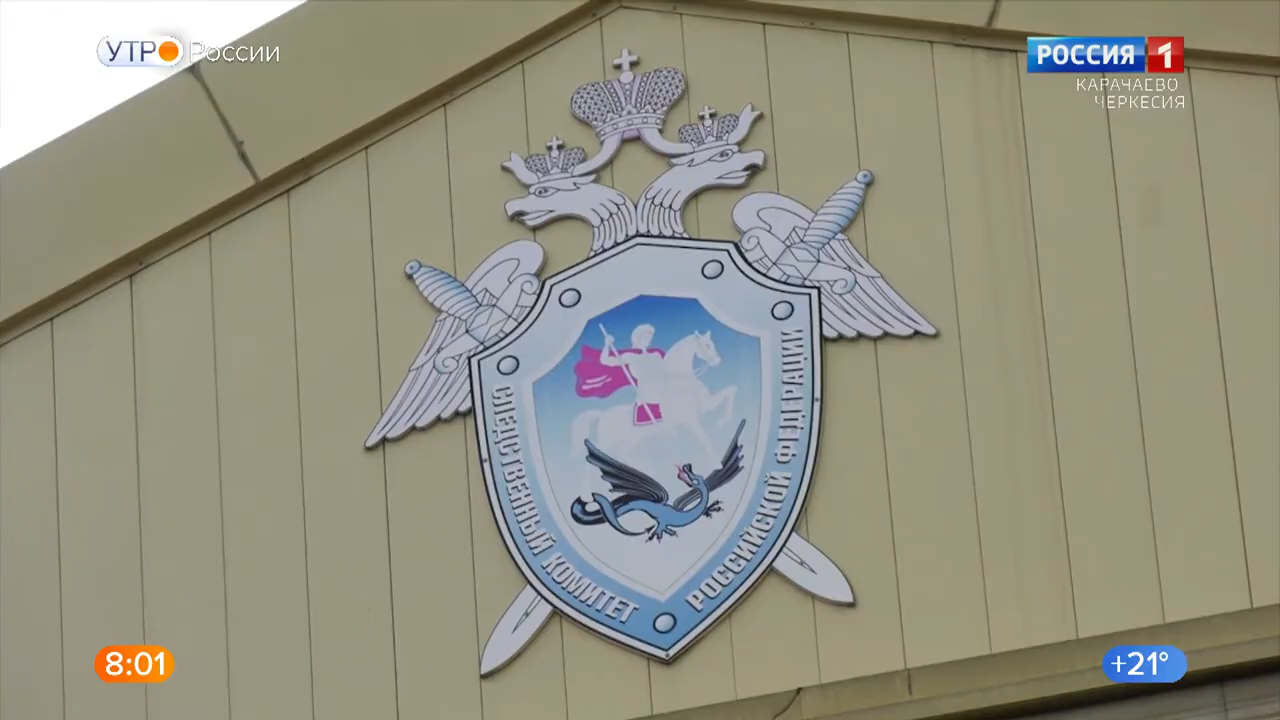 УТРО России
РОССИЯ 1
КАРАЧАЕВО
ЧЕРКЕСИЯ
СЛЕДСТВЕННЫЙ КОМИТЕТ
РОССИЙСКОЙ ФЕДЕРАЦИИ
8:01
+21°